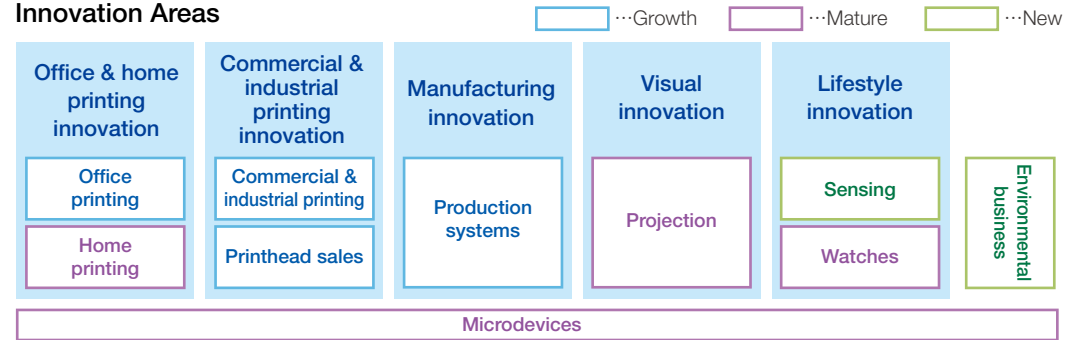 Innovation Areas
…Growth
…Mature
…New
Office & home
printing
innovation
Office
printing
Home
printing
Commercial &
industrial
printing
innovation
Commercial &
industrial printing
Printhead sales
Manufacturing
innovation
Production
systems
Visual
innovation
Projection
Lifestyle
innovation
Sensing
Watches
Environmental
business
Microdevices